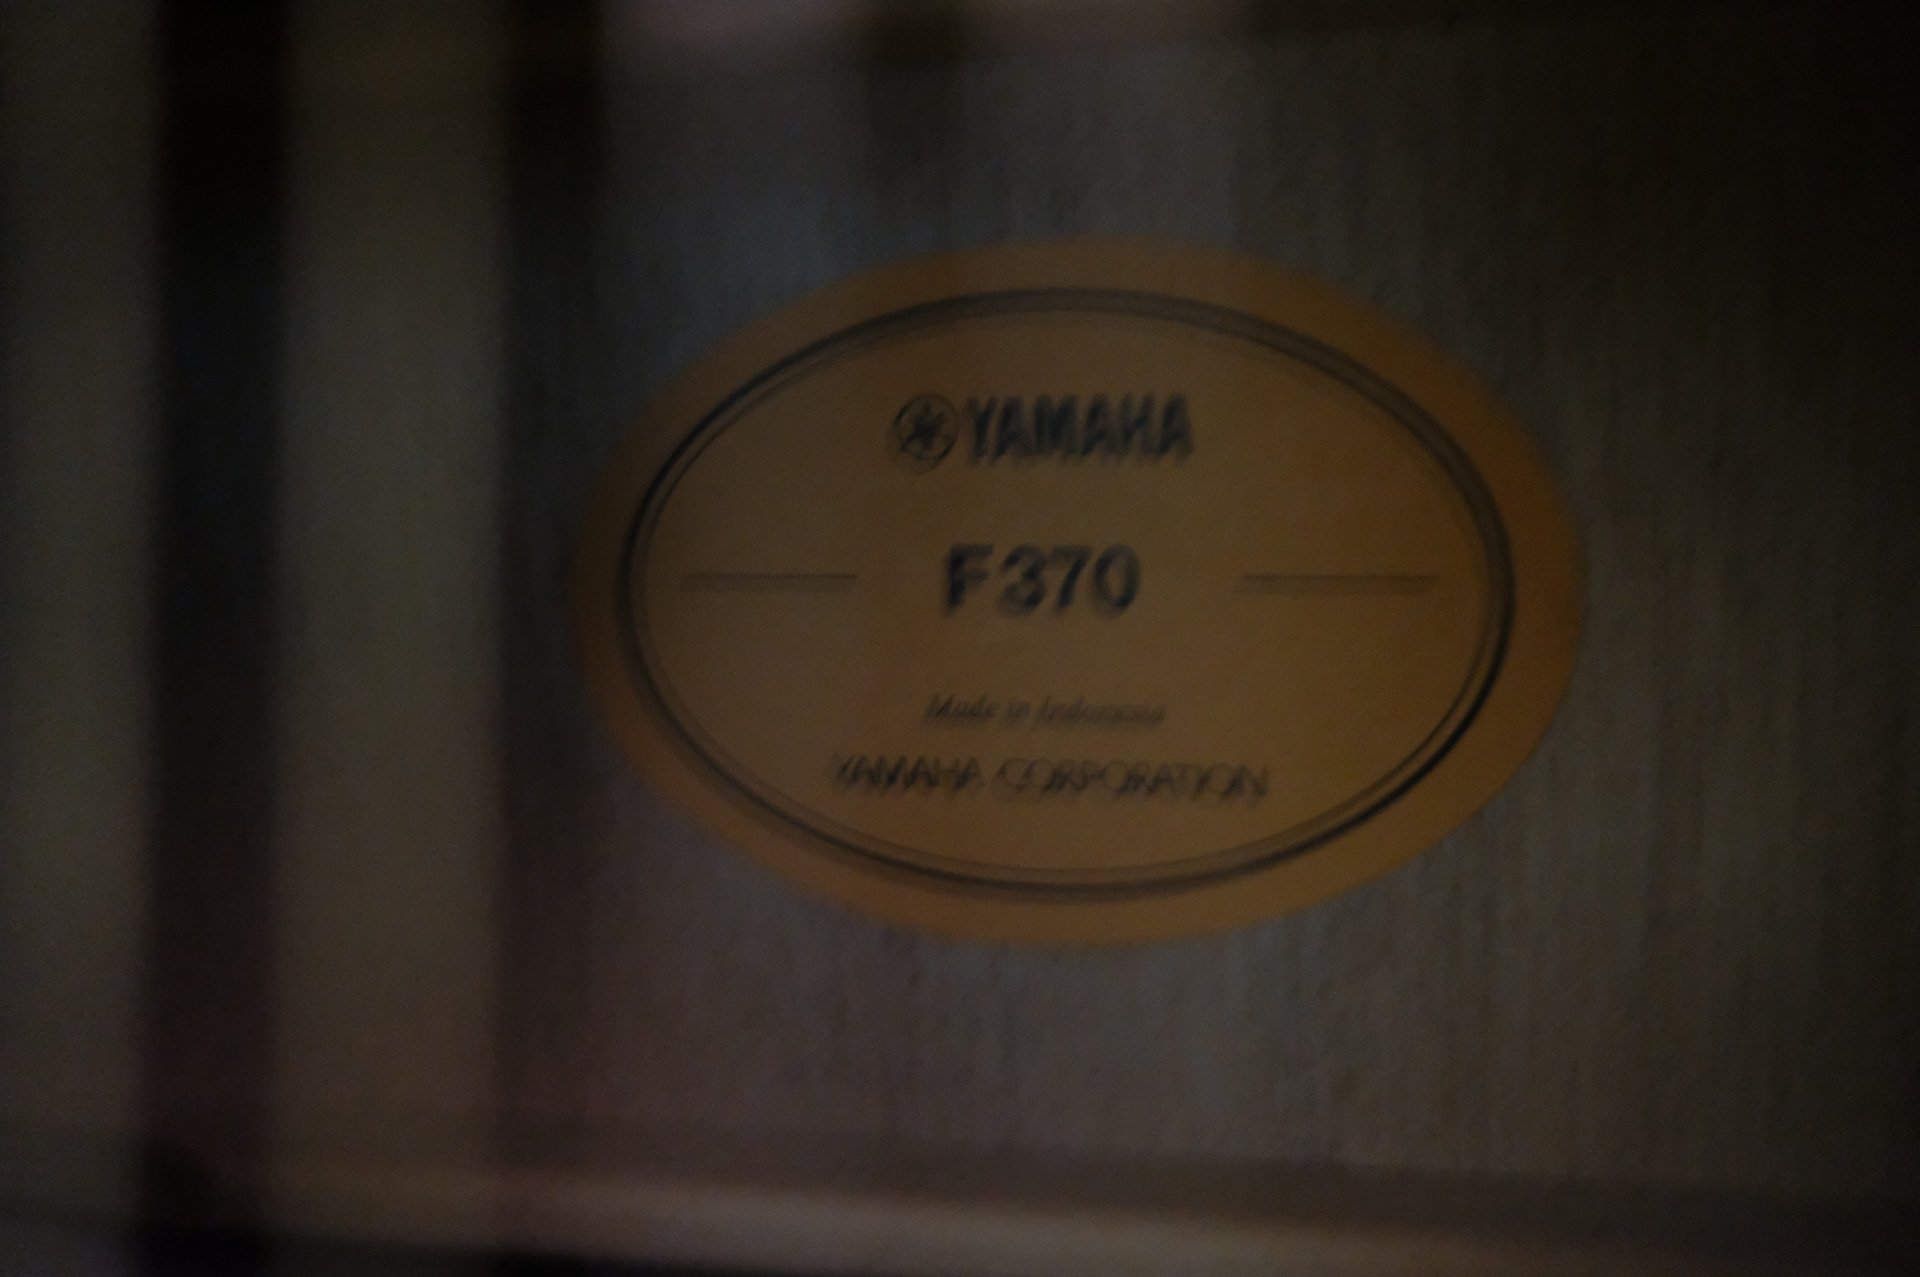 YAMAHA
F370
Made in Indonesia
YAMAHA CORPORATION